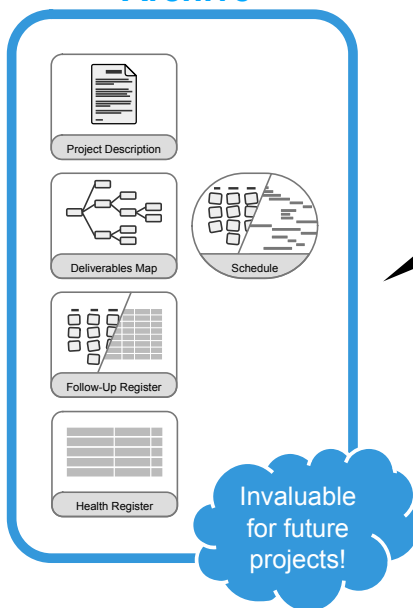 Project Description
Deliverables Map
Schedule
Follow-Up Register
Health Register
Invaluable
for future
projects!